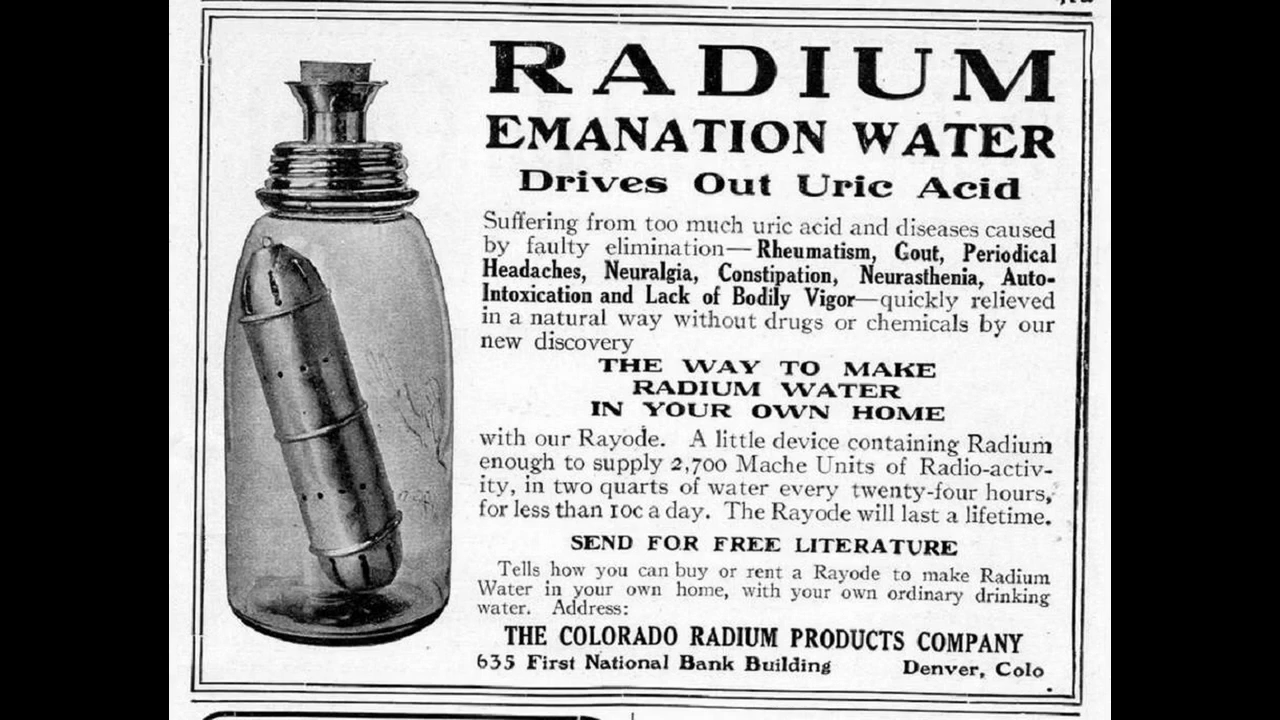 RADIUM
EMANATION WATER
Drives Out Uric Acid
Suffering from too much uric acid and diseases caused
by faulty elimination—Rheumatism, Gout, Periodical
Headaches, Neuralgia, Constipation, Neurasthenia, Auto-
Intoxication and Lack of Bodily Vigor—quickly relieved
in a natural way without drugs or chemicals by our
new discovery
THE WAY TO MAKE
RADIUM WATER
IN YOUR OWN HOME
with our Rayode. A little device containing Radium
enough to supply 2,700 Mache Units of Radio-activ-
ity, in two quarts of water every twenty-four hours,
for less than 10c a day. The Rayode will last a lifetime.
SEND FOR FREE LITERATURE
Tells how you can buy or rent a Rayode to make Radium
Water in your own home, with your own ordinary drinking
water. Address:
THE COLORADO RADIUM PRODUCTS COMPANY
635 First National Bank Building Denver, Colo